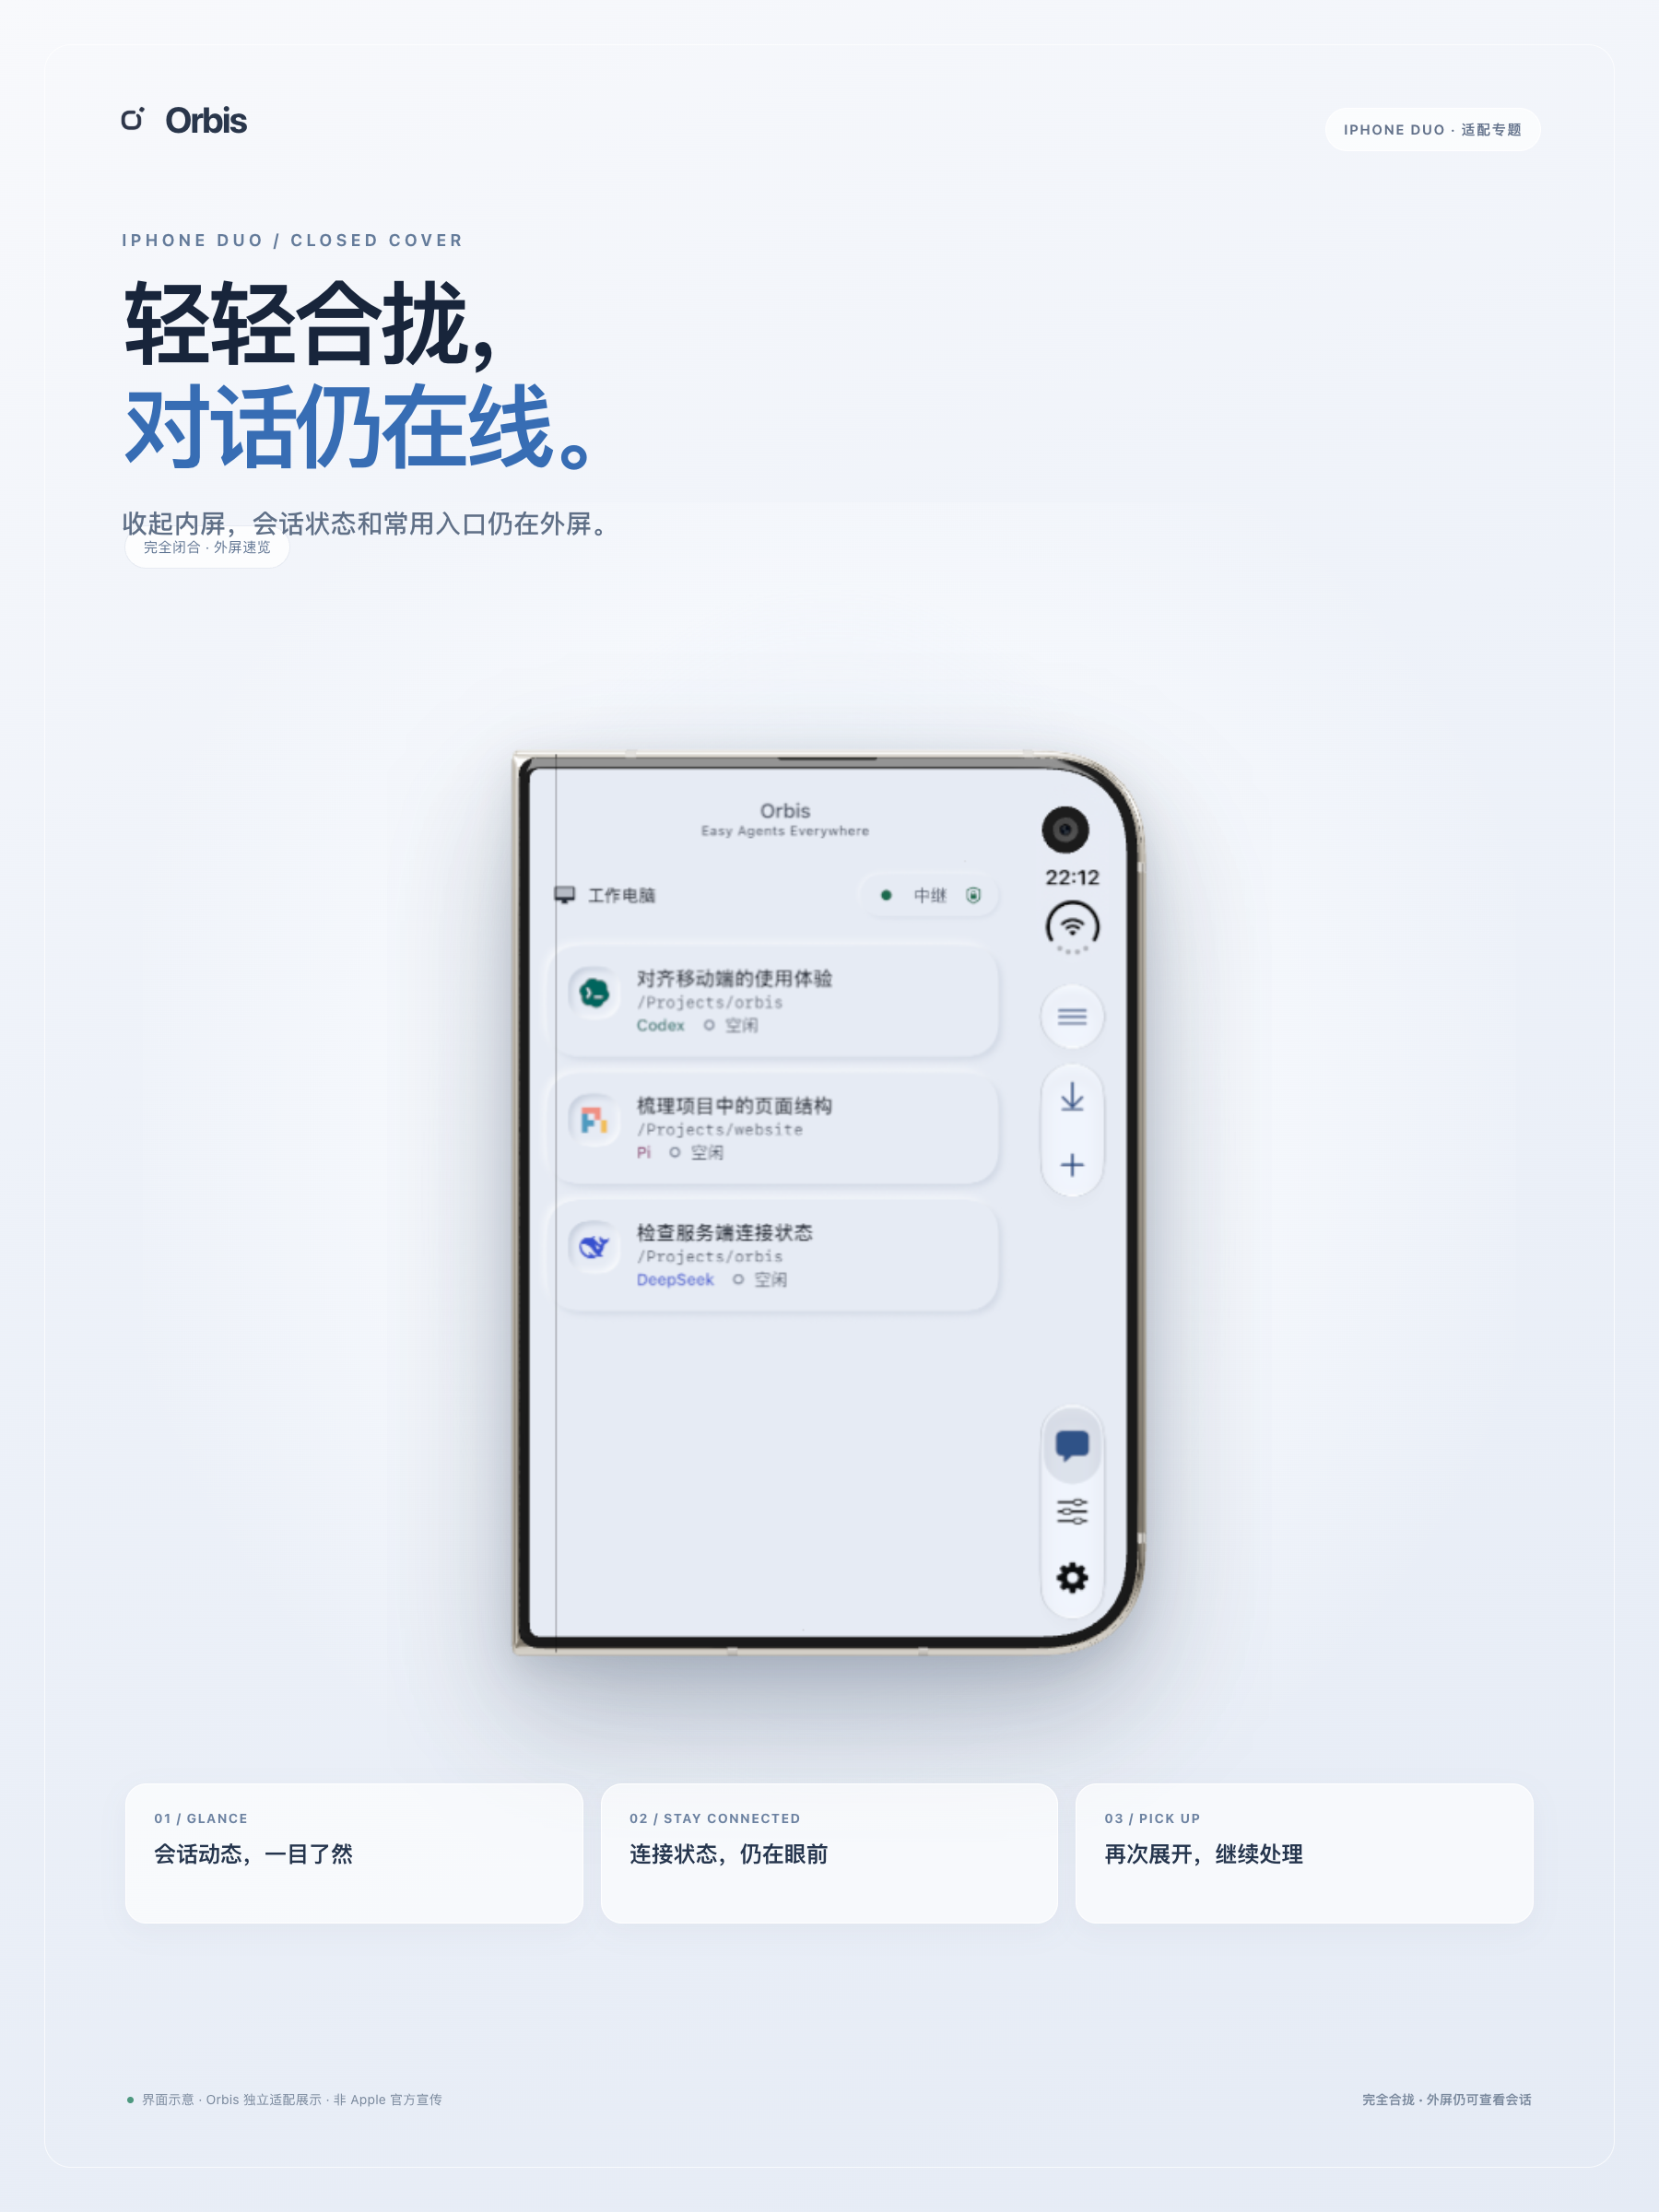 Orbis
IPHONE DUO · 适配专题
IPHONE DUO / CLOSED COVER
轻轻合拢，
对话仍在线。
收起内屏，会话状态和常用入口仍在外屏。
完全闭合 · 外屏速览
Orbis
Easy Agents Everywhere
22:12
工作电脑
中继
对齐移动端的使用体验
/Projects/orbis
Codex 空闲
梳理项目中的页面结构
/Projects/website
Pi 空闲
检查服务端连接状态
/Projects/orbis
DeepSeek 空闲
01 / GLANCE
会话动态，一目了然
02 / STAY CONNECTED
连接状态，仍在眼前
03 / PICK UP
再次展开，继续处理
界面示意 · Orbis 独立适配展示 · 非 Apple 官方宣传
完全合拢 · 外屏仍可查看会话